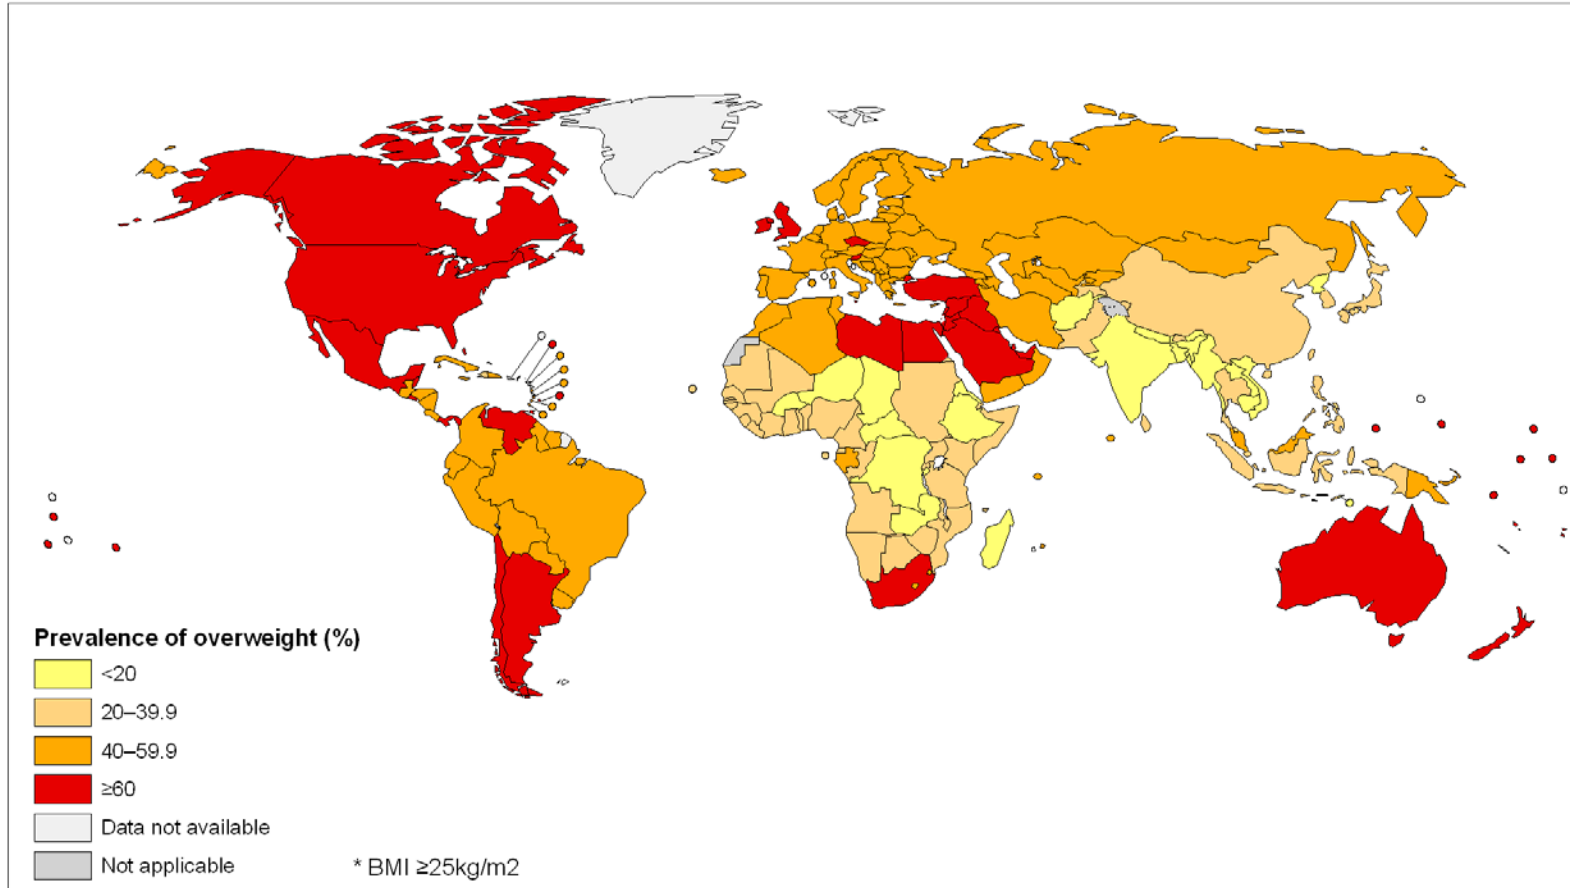 Prevalence of overweight (%)
<20
20–39.9
40–59.9
≥60
Data not available
Not applicable
* BMI ≥25kg/m2